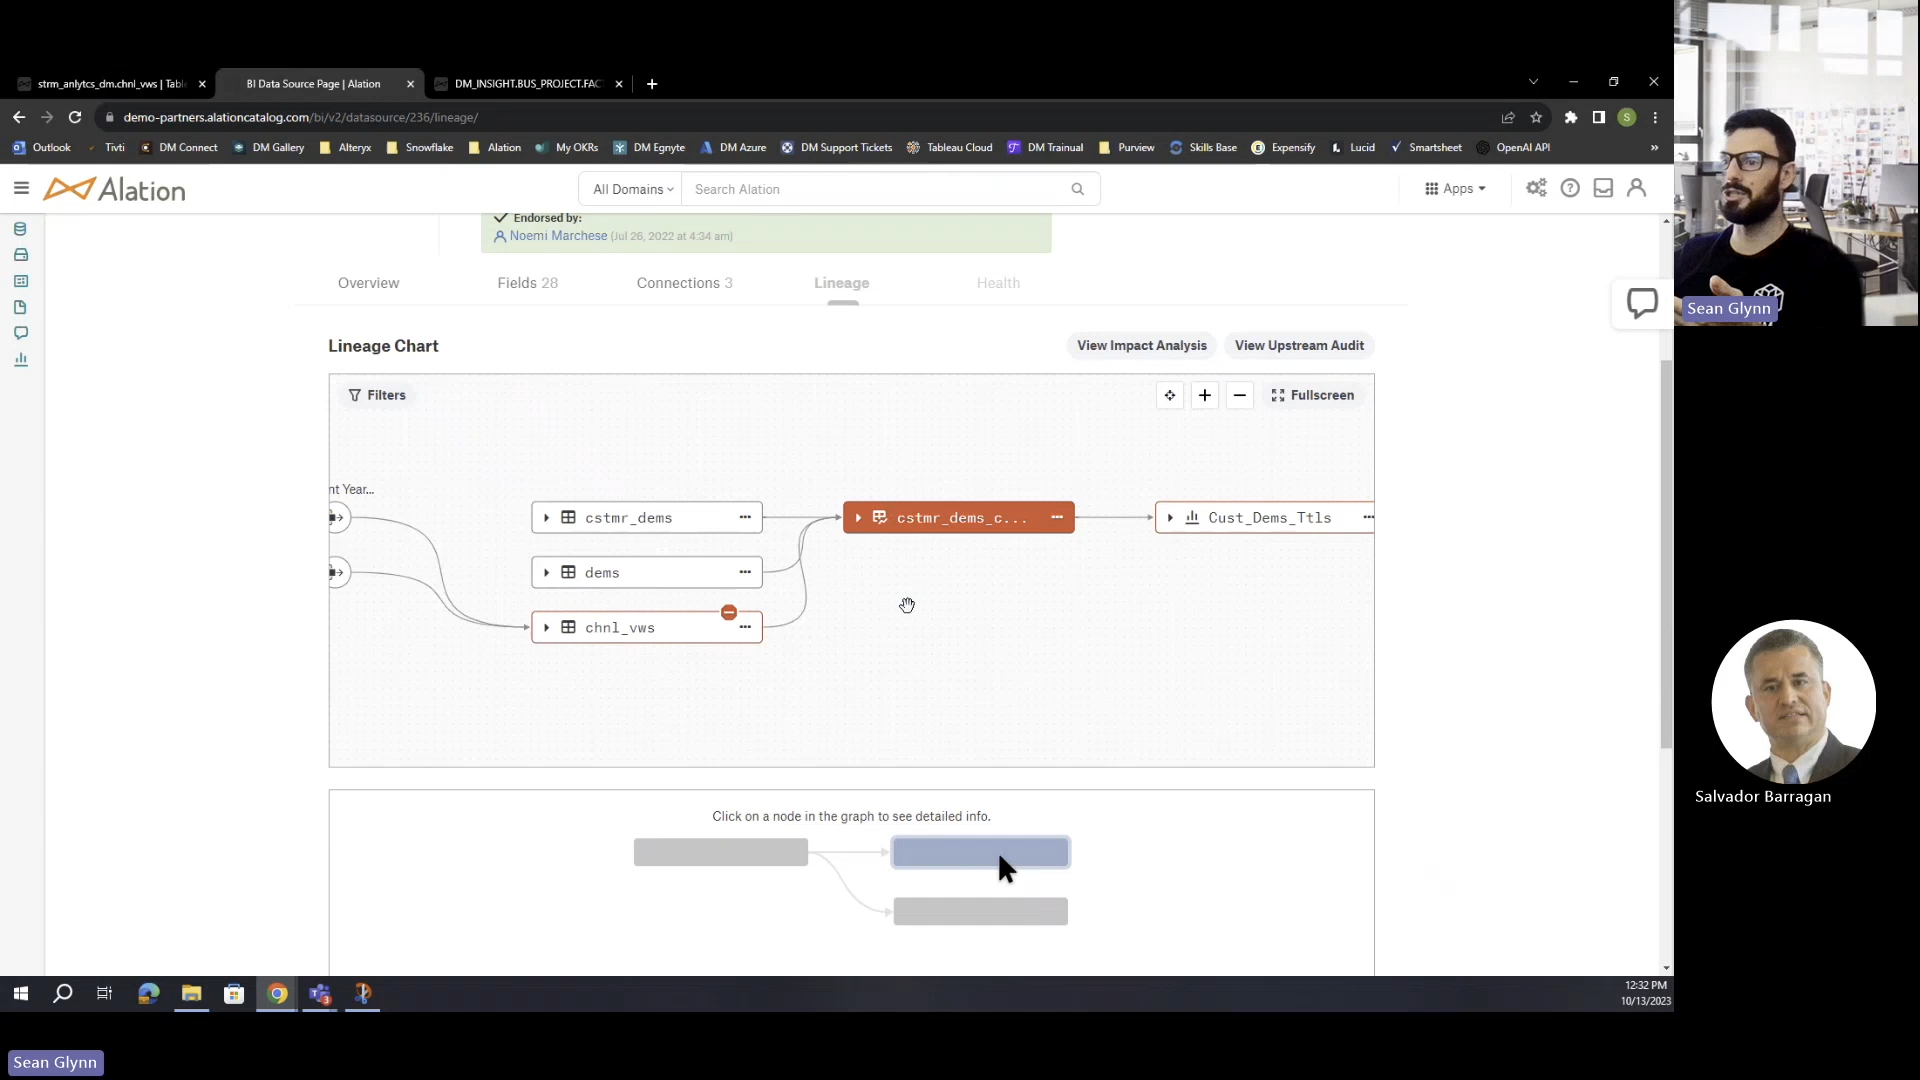 strm_anlytcs_dm.chnl_vws | Tabl
BI Data Source Page | Alation
DM_INSIGHT.BUS_PROJECT.FAC
demo-partners.alationcatalog.com/bi/v2/datasource/236/lineage/
S
Outlook
Tivti
DM Connect
DM Gallery
Alteryx
Snowflake
Alation
My OKRs
DM Egnyte
DM Azure
DM Support Tickets
Tableau Cloud
DM Trainual
Purview
Skills Base
Expensify
Lucid
Smartsheet
OpenAI API
»
Alation
All Domains
Search Alation
Apps
Endorsed by:
Noemi Marchese (Jul 26, 2022 at 4:34 am)
Overview
Fields 28
Connections 3
Lineage
Health
Lineage Chart
View Impact Analysis
View Upstream Audit
Filters
Fullscreen
nt Year...
cstmr_dems
cstmr_dems_c...
Cust_Dems_Ttls
dems
chnl_vws
Click on a node in the graph to see detailed info.
12:32 PM
10/13/2023
Sean Glynn
Salvador Barragan
Sean Glynn